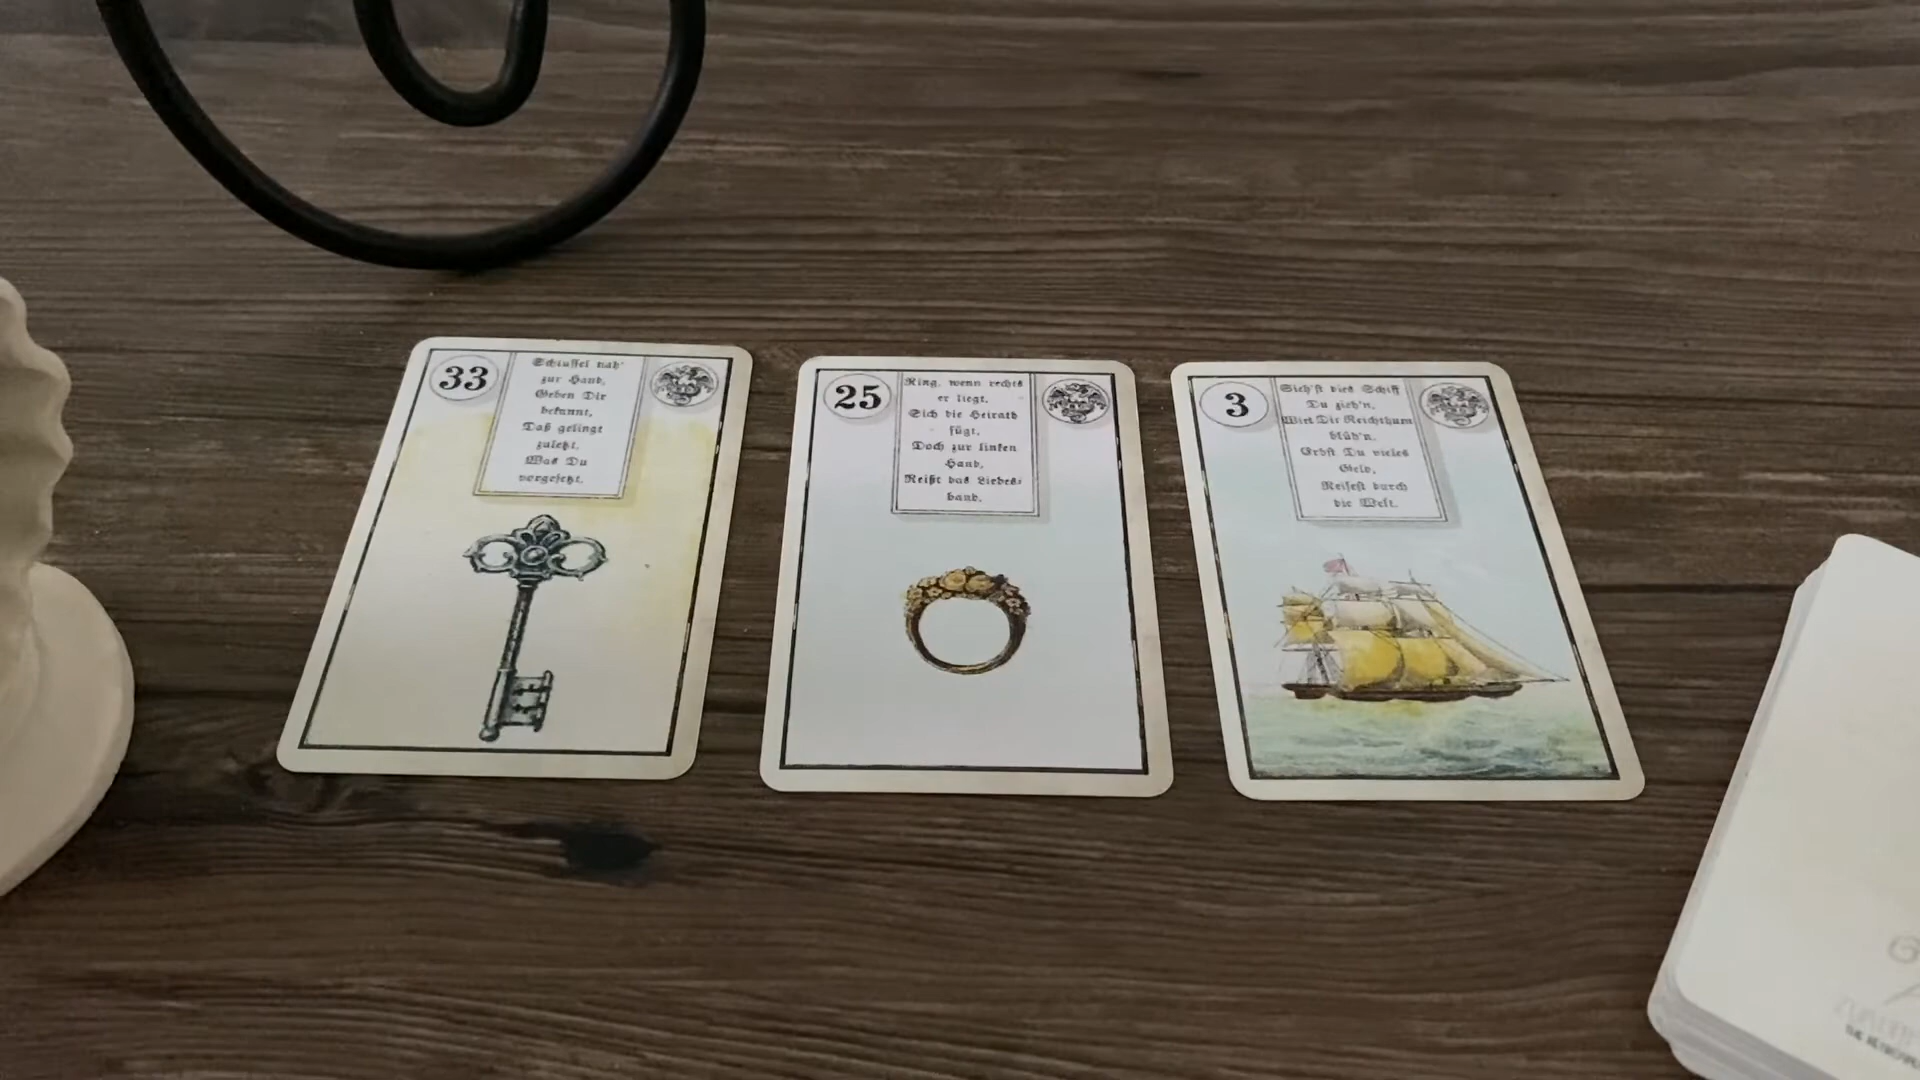 33
Schlüssel nah'
zur Hand,
Geben Dir
bekannt,
Daß gelingt
zuletzt,
Was Du
vorgesetzt.
25
Ring, wenn rechts
er liegt,
Sich die Heirath
fügt,
Doch zur linken
Hand,
Reißt das Liebes=
band.
3
Sieh'st dies Schiff
Du zieh'n,
Wird Dir Reichthum
blüh'n,
Erbst Du vieles
Geld,
Reisest durch
die Welt.